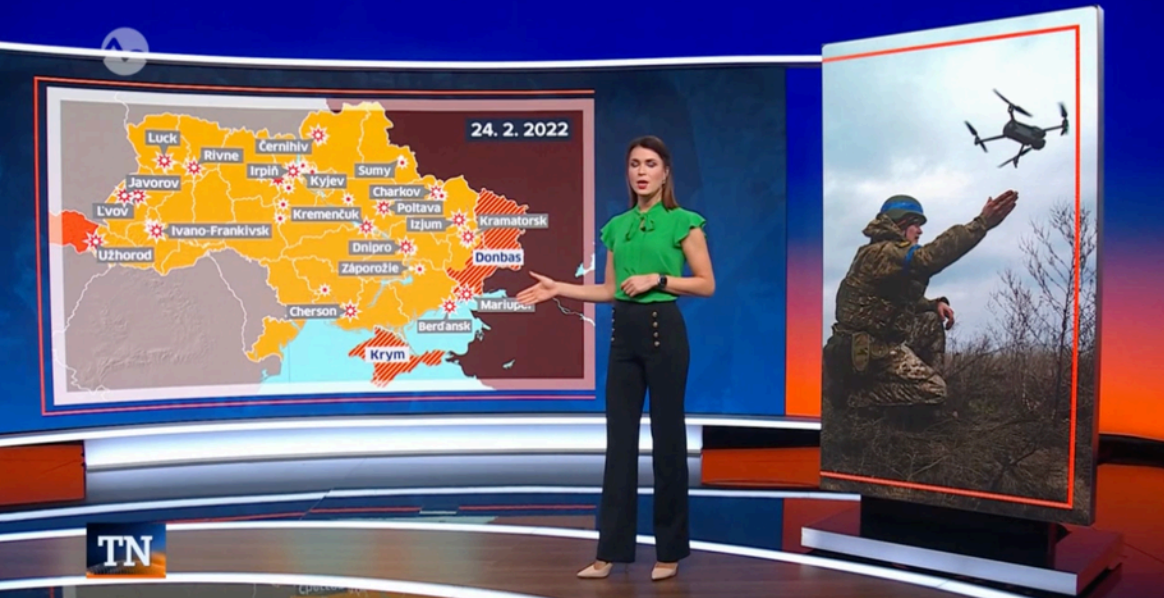 24. 2. 2022
Luck
Rivne
Černihiv
Irpiň
Kyjev
Sumy
Javorov
Charkov
Ľvov
Kremenčuk
Poltava
Izjum
Kramatorsk
Ivano-Frankivsk
Užhorod
Dnipro
Donbas
Záporožie
Cherson
Mariupol
Berďansk
Krym
TN